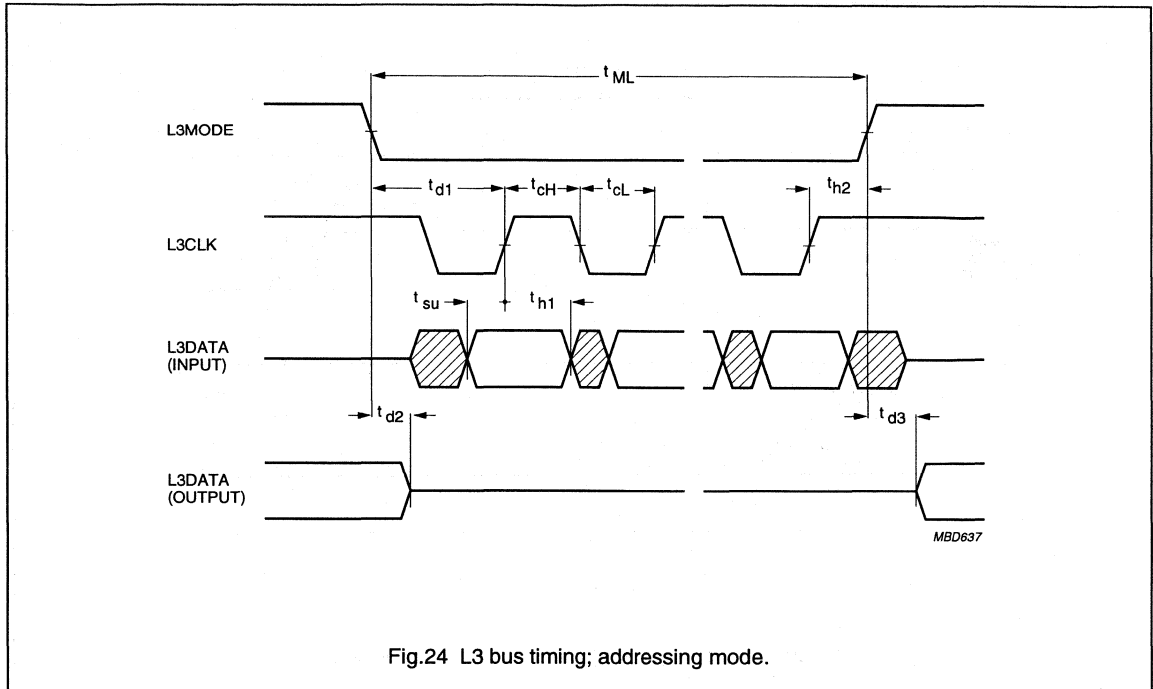 t ML
L3MODE
t d1 t cH t cL t h2
L3CLK
t su t h1
L3DATA
(INPUT)
t d2 t d3
L3DATA
(OUTPUT)
MBD637
Fig.24 L3 bus timing; addressing mode.